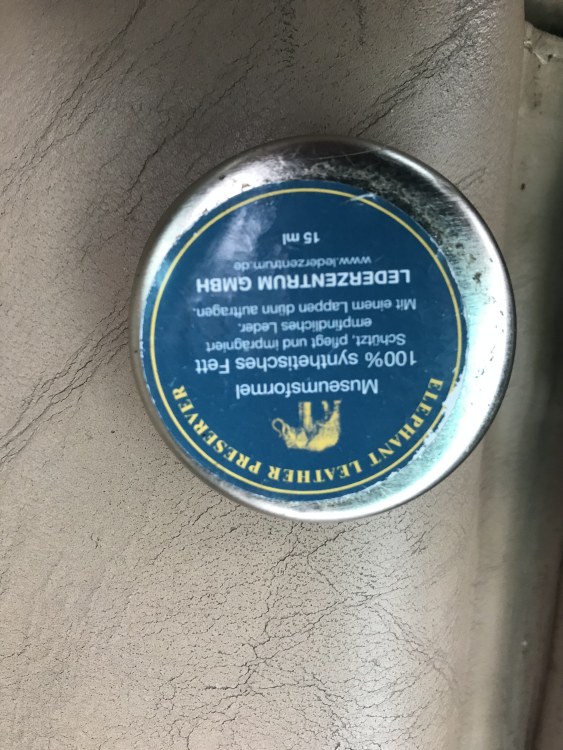 ELEPHANT LEATHER PRESERVER
Museumsformel
100% synthetisches Fett
Schützt, pflegt und imprägniert
empfindliches Leder.
Mit einem Lappen dünn auftragen.
LEDERZENTRUM GMBH
www.lederzentrum.de
15 ml